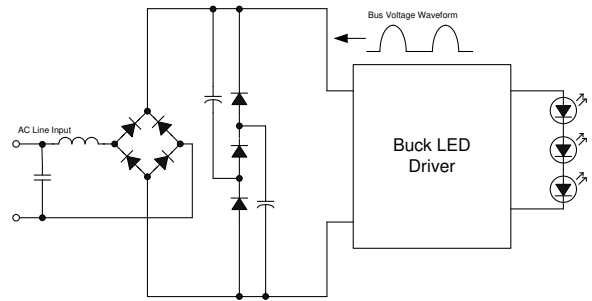 Bus Voltage Waveform
AC Line Input
Buck LED
Driver